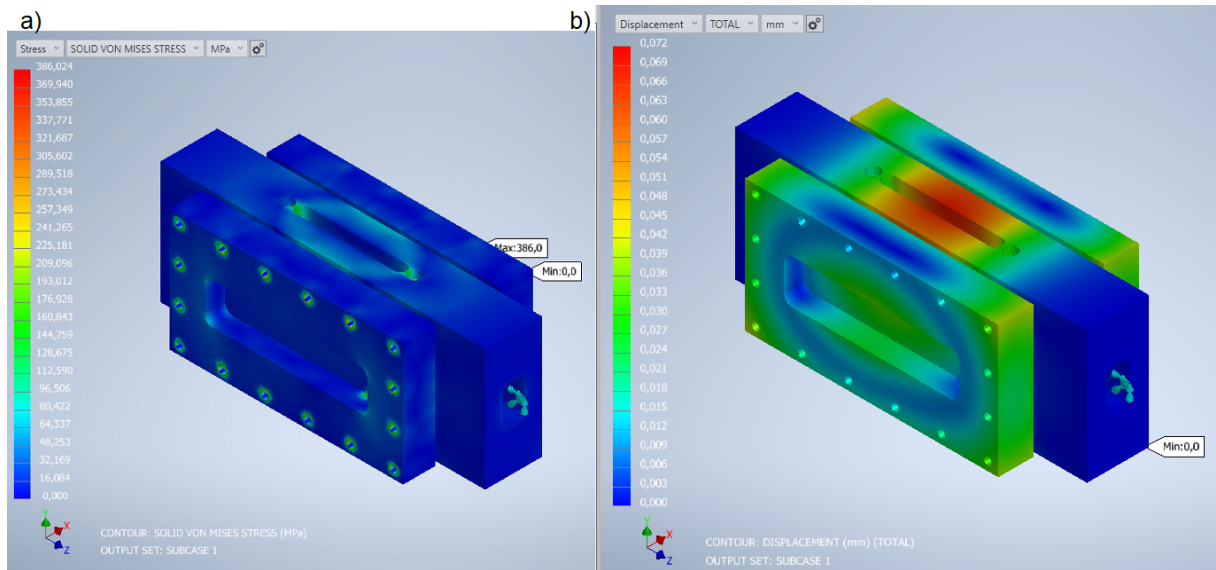 a)
Stress SOLID VON MISES STRESS MPa
386,024
369,940
353,855
337,771
321,687
305,602
289,518
273,434
257,349
241,265
225,181
209,096
193,012
176,928
160,843
144,759
128,675
112,590
96,506
80,422
64,337
48,253
32,169
16,084
0,000
Max:386,0
Min:0,0
Y
X
Z
CONTOUR: SOLID VON MISES STRESS (MPa)
OUTPUT SET: SUBCASE 1
b)
Displacement TOTAL mm
0,072
0,069
0,066
0,063
0,060
0,057
0,054
0,051
0,048
0,045
0,042
0,039
0,036
0,033
0,030
0,027
0,024
0,021
0,018
0,015
0,012
0,009
0,006
0,003
0,000
Min:0,0
Y
X
Z
CONTOUR: DISPLACEMENT (mm) (TOTAL)
OUTPUT SET: SUBCASE 1